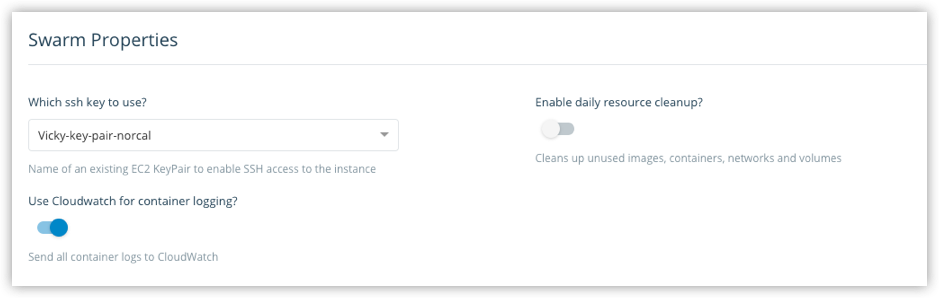 Swarm Properties
Which ssh key to use?
Vicky-key-pair-norcal
Name of an existing EC2 KeyPair to enable SSH access to the instance
Use Cloudwatch for container logging?
Send all container logs to CloudWatch
Enable daily resource cleanup?
Cleans up unused images, containers, networks and volumes